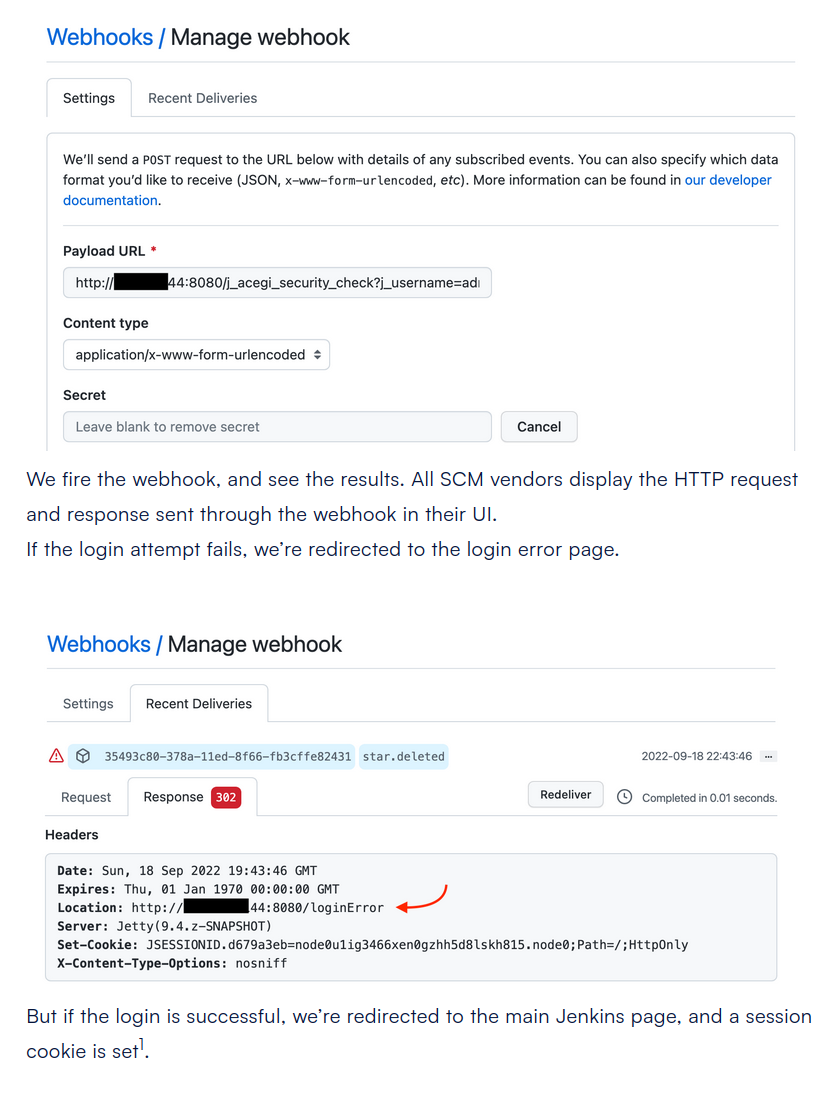 Webhooks / Manage webhook
Settings Recent Deliveries
We’ll send a POST request to the URL below with details of any subscribed events. You can also specify which data
format you’d like to receive (JSON, x-www-form-urlencoded, etc). More information can be found in our developer
documentation.
Payload URL *
http://44:8080/j_acegi_security_check?j_username=adı
Content type
application/x-www-form-urlencoded
Secret
Leave blank to remove secret Cancel
We fire the webhook, and see the results. All SCM vendors display the HTTP request
and response sent through the webhook in their UI.
If the login attempt fails, we’re redirected to the login error page.
Webhooks / Manage webhook
Settings Recent Deliveries
35493c80-378a-11ed-8f66-fb3cffe82431 star.deleted 2022-09-18 22:43:46 ...
Request Response 302 Redeliver Completed in 0.01 seconds.
Headers
Date: Sun, 18 Sep 2022 19:43:46 GMT
Expires: Thu, 01 Jan 1970 00:00:00 GMT
Location: http://.44:8080/loginError
Server: Jetty(9.4.z-SNAPSHOT)
Set-Cookie: JSESSIONID.d679a3eb=node0u1ig3466xen0gzhh5d8lskh815.node0;Path=/;HttpOnly
X-Content-Type-Options: nosniff
But if the login is successful, we’re redirected to the main Jenkins page, and a session
cookie is set1.